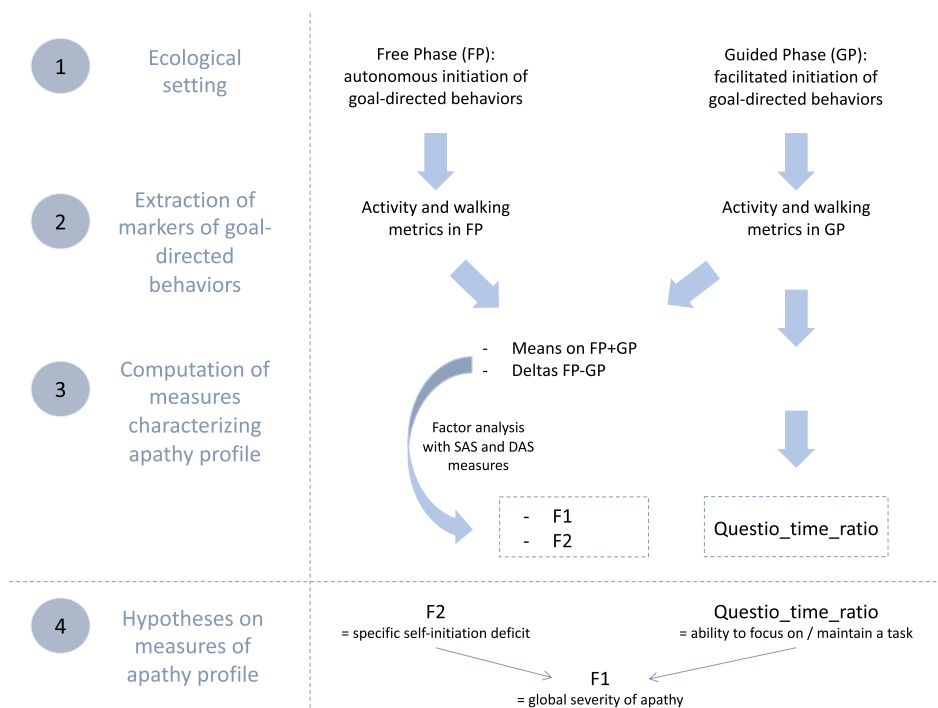 1
Ecological
setting
Free Phase (FP):
autonomous initiation of
goal-directed behaviors
Guided Phase (GP):
facilitated initiation of
goal-directed behaviors
2
Extraction of
markers of goal-
directed
behaviors
Activity and walking
metrics in FP
Activity and walking
metrics in GP
3
Computation of
measures
characterizing
apathy profile
- Means on FP+GP
- Deltas FP-GP
Factor analysis
with SAS and DAS
measures
- F1
- F2
Questio_time_ratio
4
Hypotheses on
measures of
apathy profile
F2
= specific self-initiation deficit
Questio_time_ratio
= ability to focus on / maintain a task
F1
= global severity of apathy